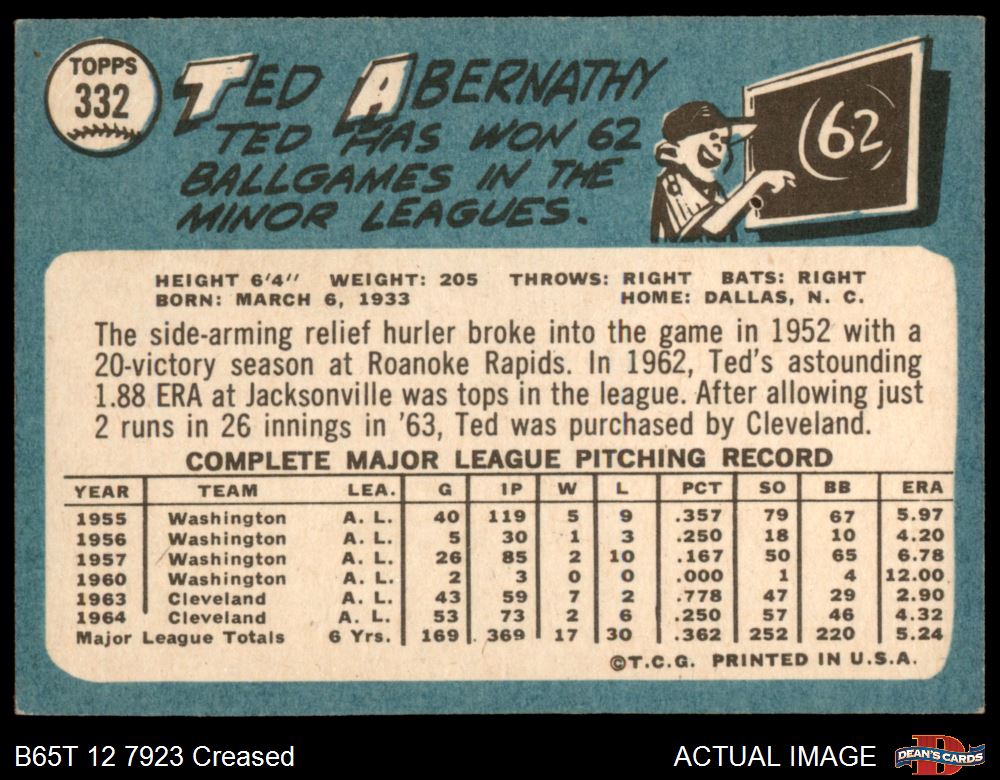 TOPPS
332
TED ABERNATHY
TED HAS WON 62
BALLGAMES IN THE
MINOR LEAGUES.
62
HEIGHT 6'4" WEIGHT: 205 THROWS: RIGHT BATS: RIGHT
BORN: MARCH 6, 1933 HOME: DALLAS, N. C.
The side-arming relief hurler broke into the game in 1952 with a
20-victory season at Roanoke Rapids. In 1962, Ted's astounding
1.88 ERA at Jacksonville was tops in the league. After allowing just
2 runs in 26 innings in '63, Ted was purchased by Cleveland.
COMPLETE MAJOR LEAGUE PITCHING RECORD
YEAR TEAM LEA. G IP W L PCT SO BB ERA
1955 Washington A. L. 40 119 5 9 .357 79 67 5.97
1956 Washington A. L. 5 30 1 3 .250 18 10 4.20
1957 Washington A. L. 26 85 2 10 .167 50 65 6.78
1960 Washington A. L. 2 3 0 0 .000 1 4 12.00
1963 Cleveland A. L. 43 59 7 2 .778 47 29 2.90
1964 Cleveland A. L. 53 73 2 6 .250 57 46 4.32
Major League Totals 6 Yrs. 169 369 17 30 .362 252 220 5.24
©T.C.G. PRINTED IN U.S.A.
B65T 12 7923 Creased
ACTUAL IMAGE
D
DEAN'S CARDS